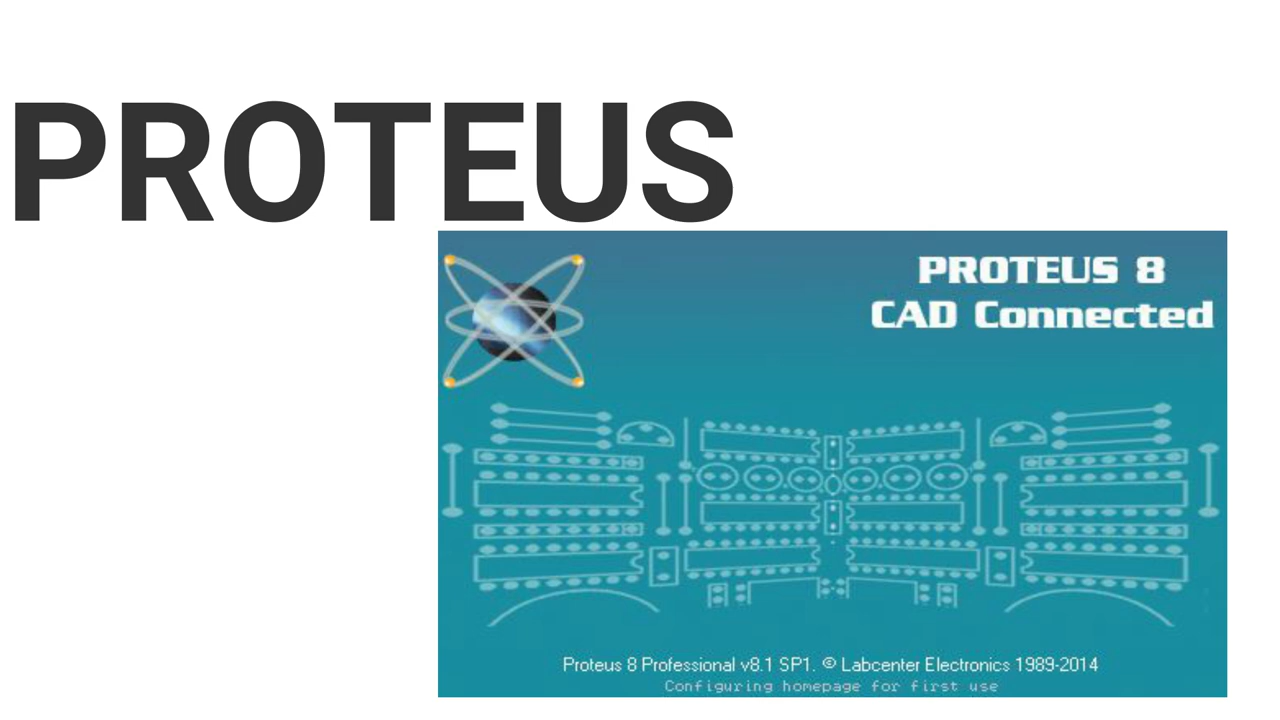 PROTEUS
PROTEUS 8
CAD Connected
Proteus 8 Professional v8.1 SP1. © Labcenter Electronics 1989-2014
Configuring homepage for first use